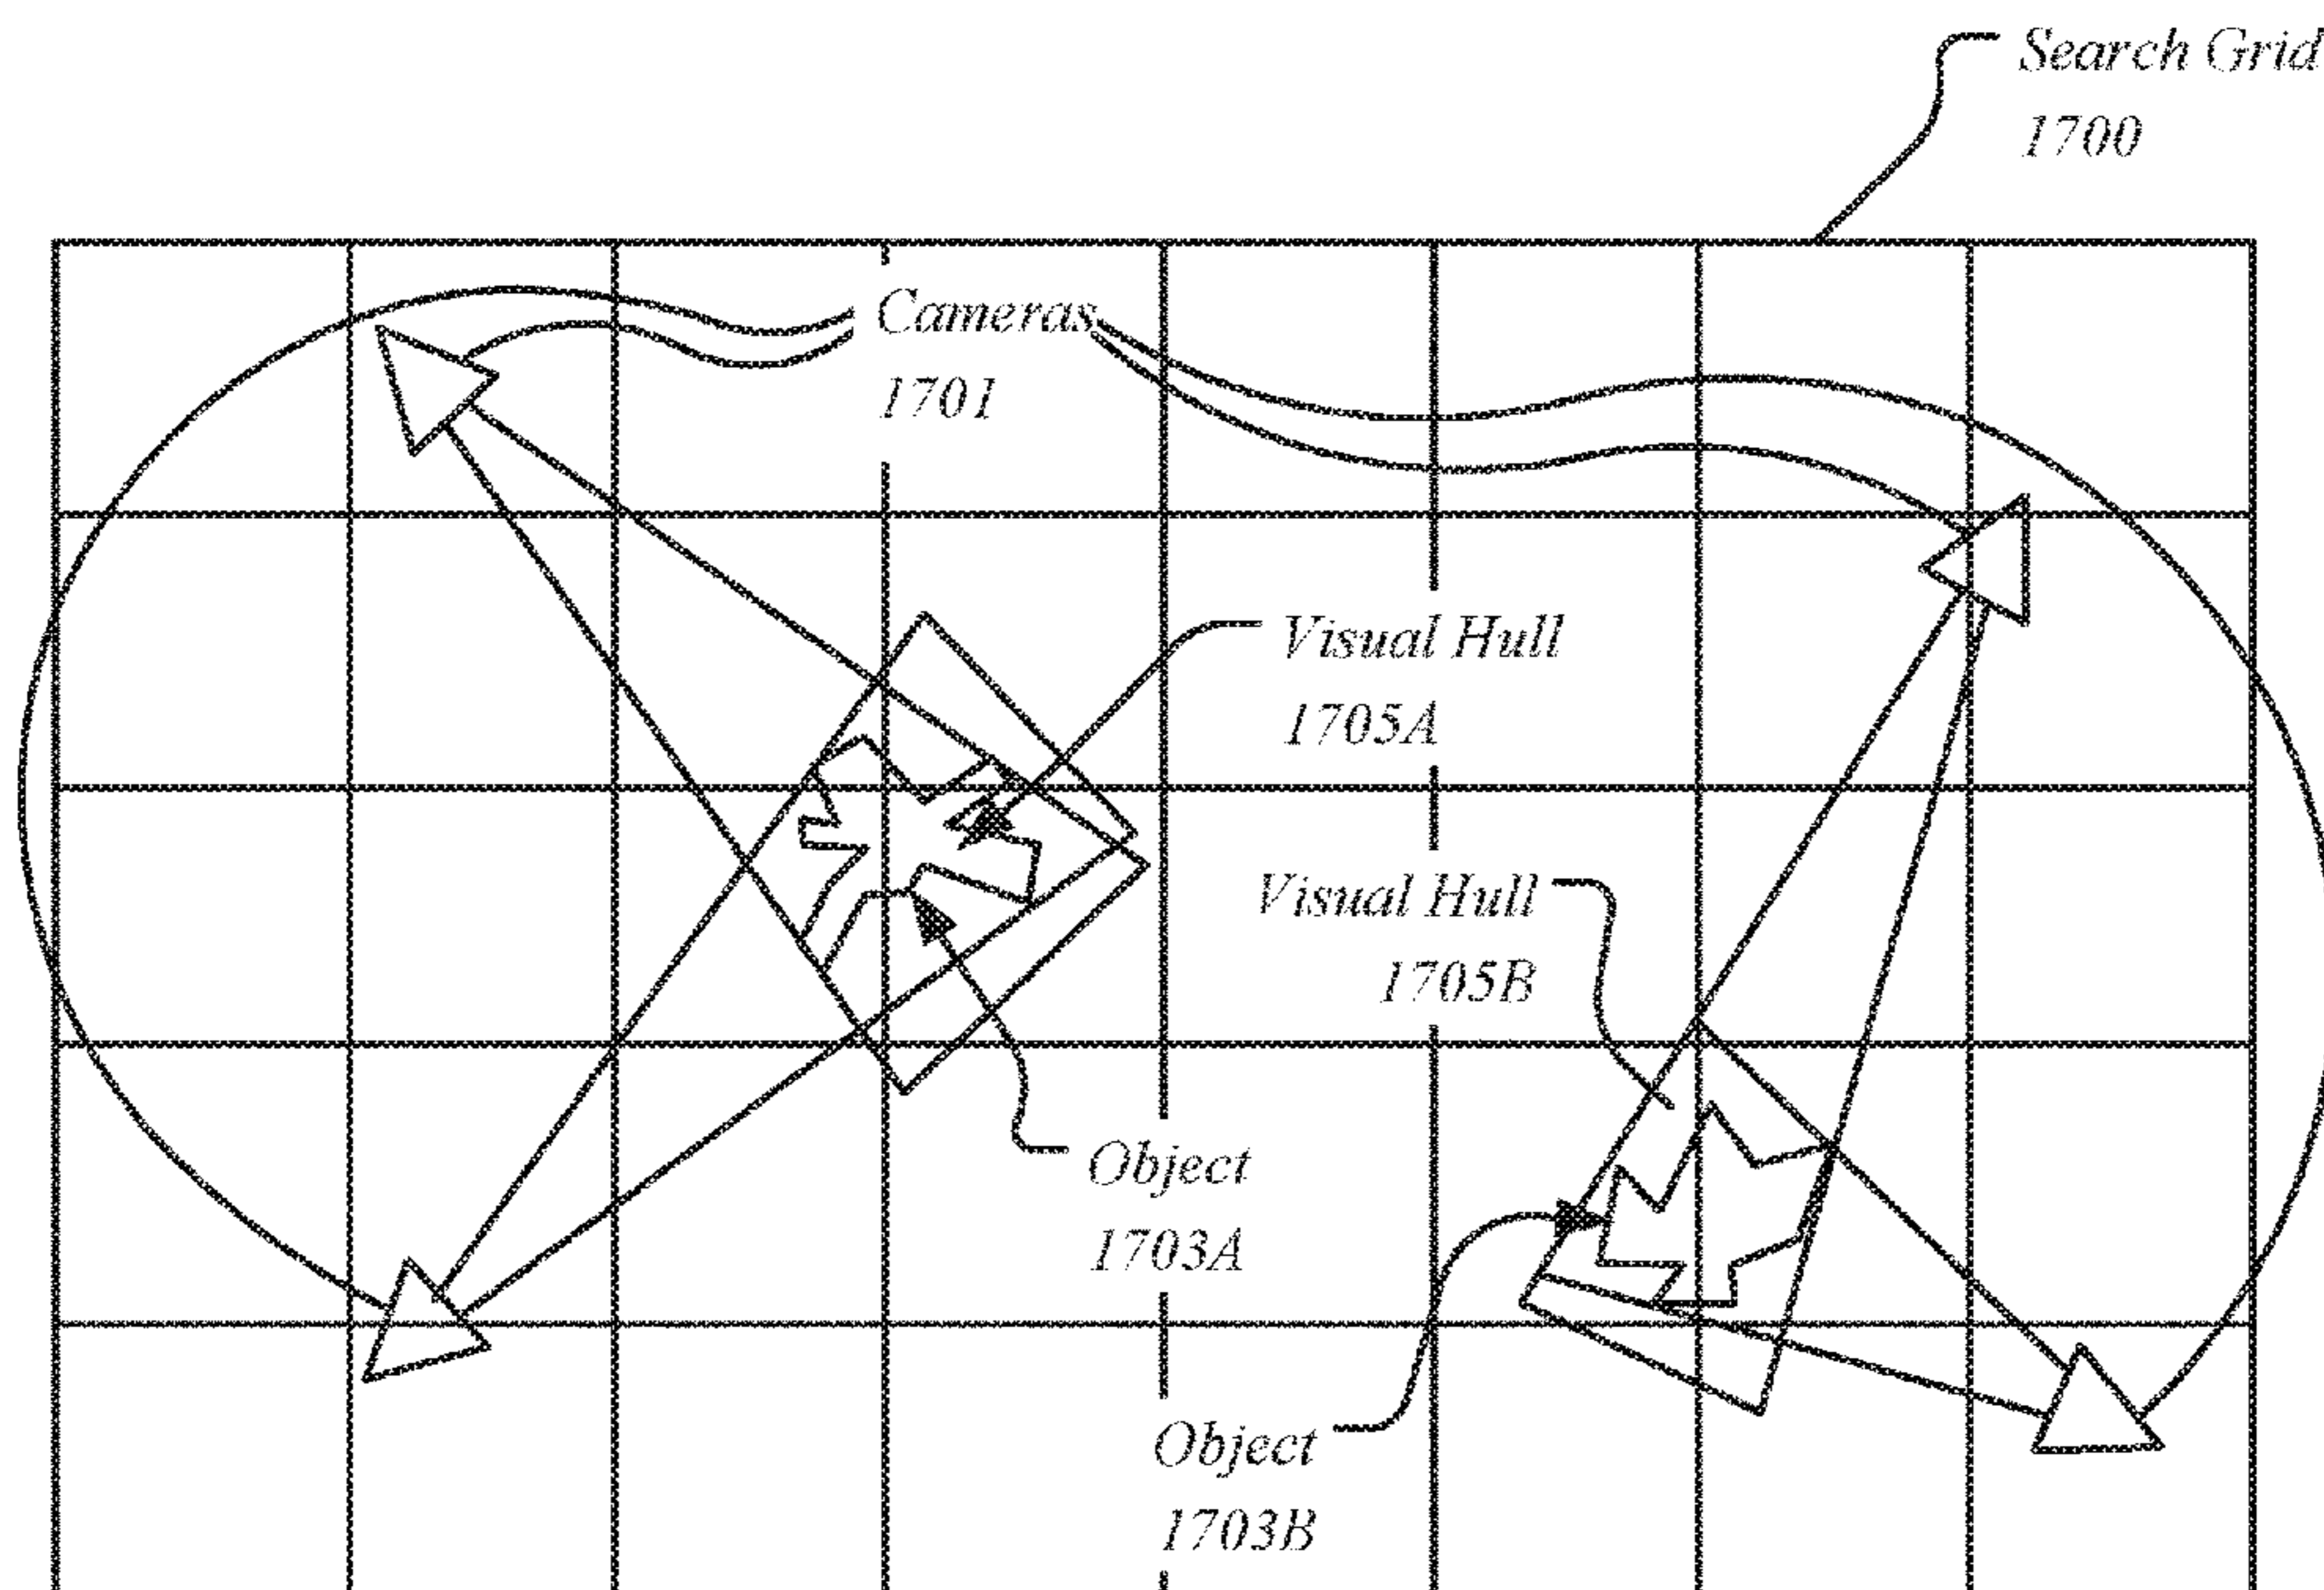 Search Grid
1700
Cameras
1701
Visual Hull
1705A
Visual Hull
1705B
Object
1703A
Object
1703B